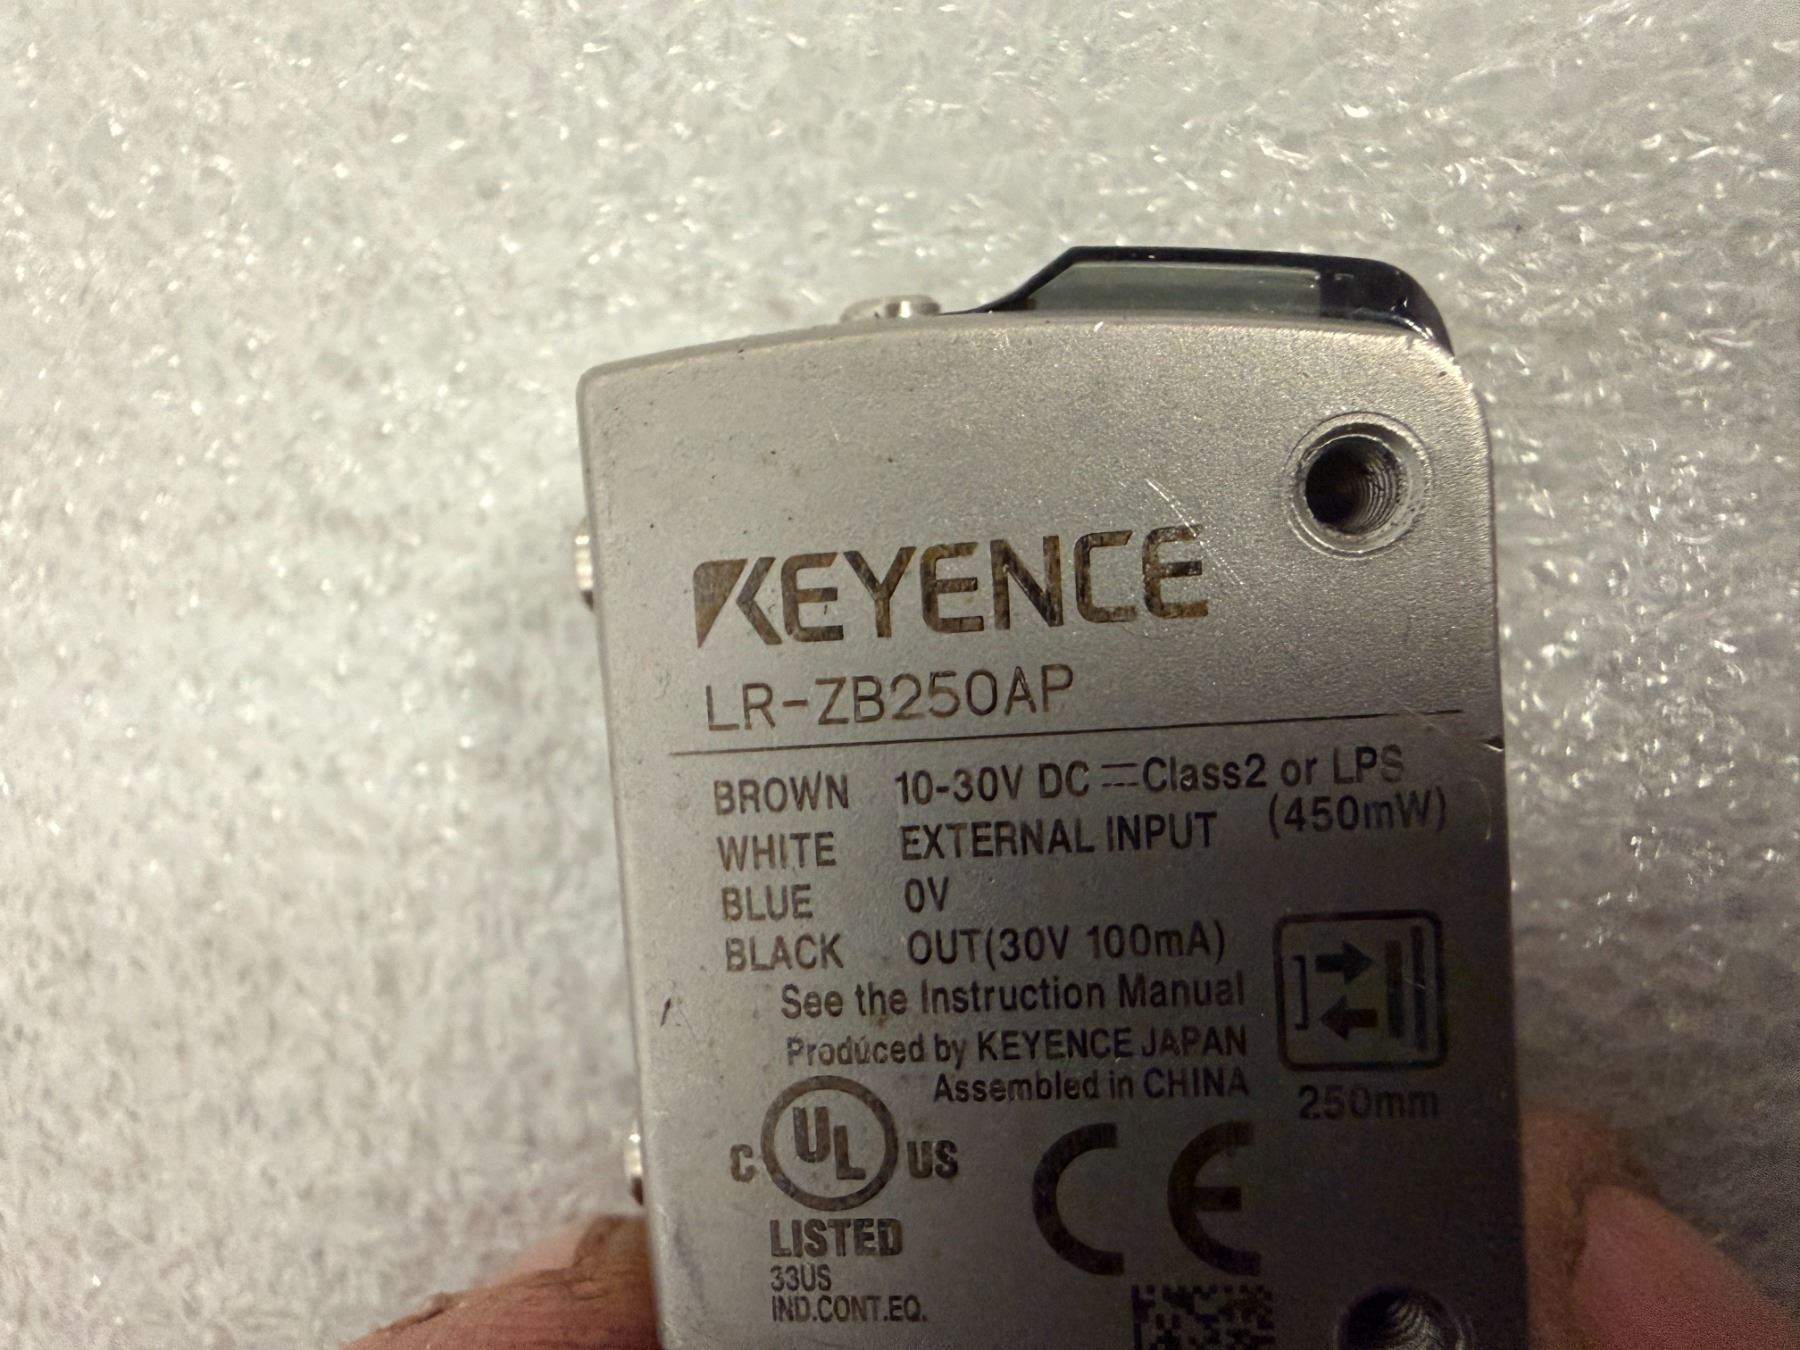 KEYENCE
LR-ZB250AP
BROWN 10-30V DC ⎓ Class2 or LPS
(450mW)
WHITE EXTERNAL INPUT
BLUE 0V
BLACK OUT(30V 100mA)
See the Instruction Manual
Produced by KEYENCE JAPAN
Assembled in CHINA
250mm
C UL US
CE
LISTED
33US
IND.CONT.EQ.